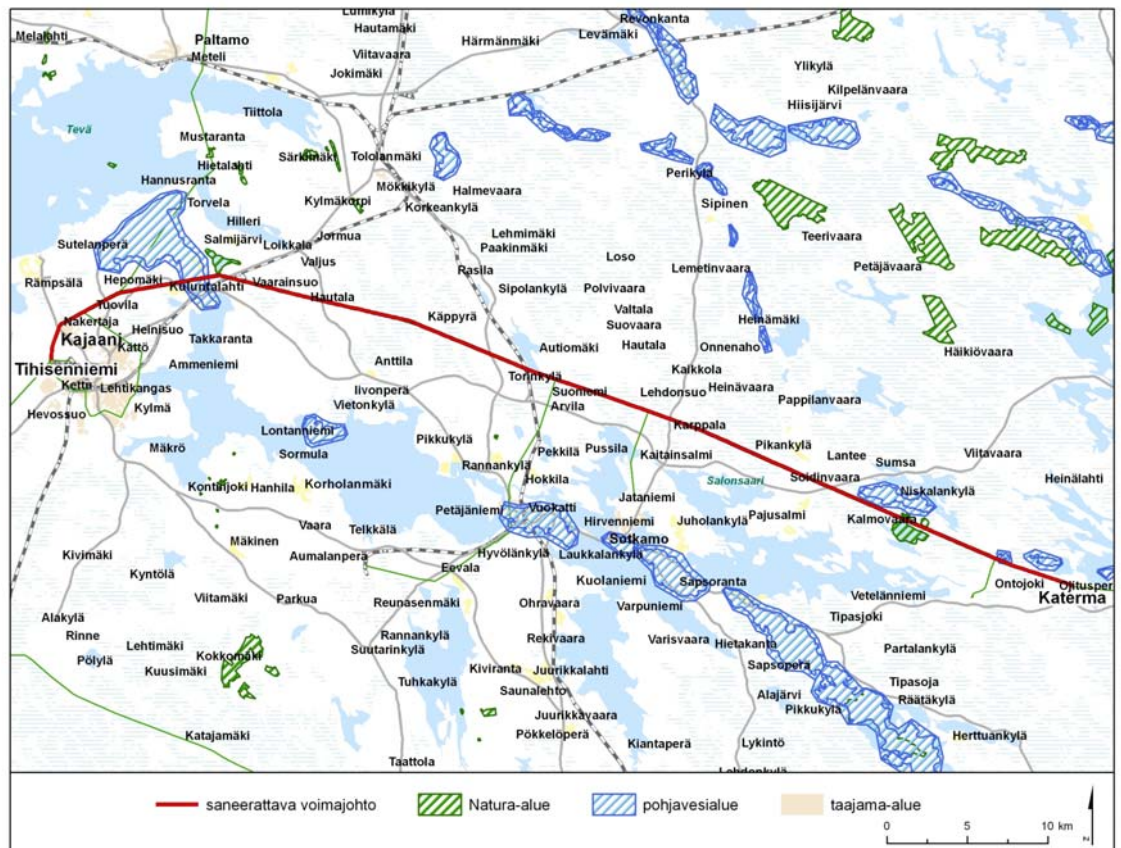 Lumikylä
Hautamäki
Revonkanta
Levämäki
Melalahti
Paltamo
Meteli
Härmänmäki
Viitavaara
Jokimäki
Ylikylä
Kilpelänvaara
Hiisijärvi
Tiittola
Tevä
Mustaranta
Hietalahti
Särkimäki
Tololanmäki
Hannusranta
Mökkikylä
Halmevaara
Perikylä
Torvela
Kylmäkorpi
Korkeankylä
Sipinen
Hilleri
Salmijärvi
Loikkala
Jormua
Lehmimäki
Paakinmäki
Teerivaara
Sutelanperä
Valjus
Loso
Rasila
Lemetinvaara
Petäjävaara
Rämpsälä
Hepomäki
Kuluntalahti
Vaarainsuo
Hautala
Sipolankylä
Polvivaara
Tuovila
Valtala
Käppyrä
Suovaara
Heinämäki
Nakertaja
Heinisuo
Kajaani
Kättö
Takkaranta
Autiomäki
Hautala
Onnenaho
Häikiövaara
Tihisenniemi
Ammeniemi
Anttila
Torinkylä
Kaikkola
Kettu
Lehtikangas
Iivonperä
Suoniemi
Lehdonsuo
Heinävaara
Hevossuo
Kylmä
Vietonkylä
Arvila
Pappilanvaara
Lontanniemi
Karppala
Mäkrö
Sormula
Pikkukylä
Pekkilä
Pussila
Kaitainsalmi
Pikankylä
Lantee
Sumsa
Viitavaara
Rannankylä
Hokkila
Salonsaari
Soidinvaara
Heinälahti
Kontinjoki
Hanhila
Korholanmäki
Jataniemi
Niskalankylä
Petäjäniemi
Vuokatti
Hirvenniemi
Juholankylä
Pajusalmi
Kalmovaara
Vaara
Telkkälä
Sotkamo
Mäkinen
Aumalanperä
Hyvölänkylä
Laukkalankylä
Kivimäki
Eevala
Kyntölä
Kuolaniemi
Sapsoranta
Ontojoki
Katerma
Viitamäki
Parkua
Reunasenmäki
Ohravaara
Varpuniemi
Vetelänniemi
Alakylä
Tipasjoki
Rinne
Lehtimäki
Rannankylä
Suutarinkylä
Rekivaara
Varisvaara
Hietakanta
Partalankylä
Pölylä
Kokkomäki
Kuusimäki
Kiviranta
Juurikkalahti
Sapsoperä
Tuhkakylä
Saunalehto
Alajärvi
Tipasoja
Räätäkylä
Pikkukylä
Juurikkavaara
Katajamäki
Pökkelöperä
Kiantaperä
Lykintö
Herttuankylä
Taattola
saneerattava voimajohto
Natura-alue
pohjavesialue
taajama-alue
0 5 10 km
N